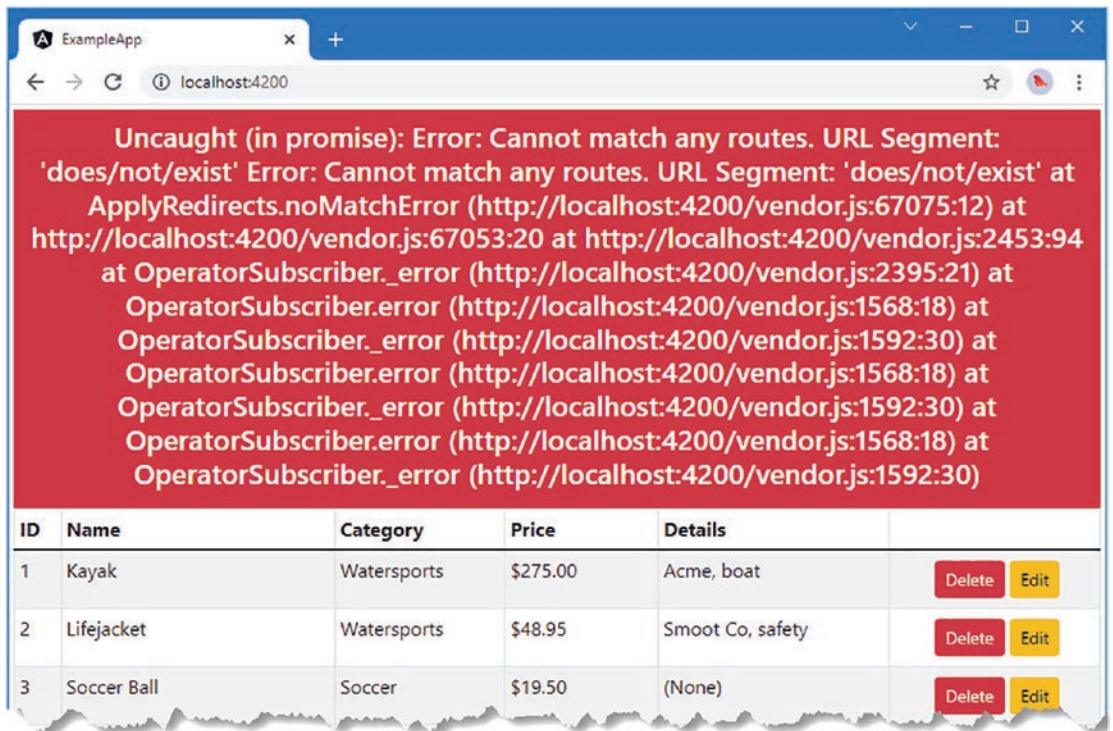 ExampleApp
localhost:4200
Uncaught (in promise): Error: Cannot match any routes. URL Segment:
'does/not/exist' Error: Cannot match any routes. URL Segment: 'does/not/exist' at
ApplyRedirects.noMatchError (http://localhost:4200/vendor.js:67075:12) at
http://localhost:4200/vendor.js:67053:20 at http://localhost:4200/vendor.js:2453:94
at OperatorSubscriber._error (http://localhost:4200/vendor.js:2395:21) at
OperatorSubscriber.error (http://localhost:4200/vendor.js:1568:18) at
OperatorSubscriber._error (http://localhost:4200/vendor.js:1592:30) at
OperatorSubscriber.error (http://localhost:4200/vendor.js:1568:18) at
OperatorSubscriber._error (http://localhost:4200/vendor.js:1592:30) at
OperatorSubscriber.error (http://localhost:4200/vendor.js:1568:18) at
OperatorSubscriber._error (http://localhost:4200/vendor.js:1592:30)
ID Name Category Price Details
1 Kayak Watersports $275.00 Acme, boat Delete Edit
2 Lifejacket Watersports $48.95 Smoot Co, safety Delete Edit
3 Soccer Ball Soccer $19.50 (None) Delete Edit